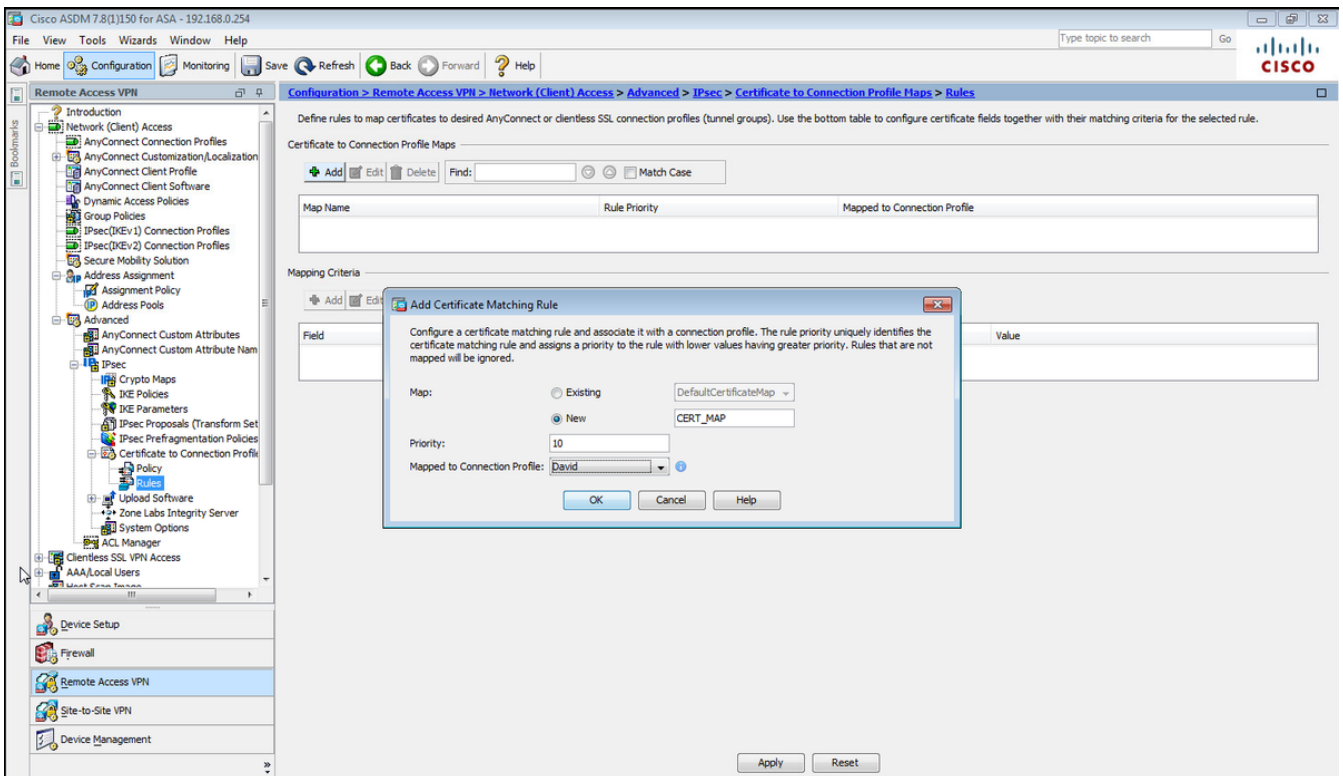 Cisco ASDM 7.8(1)150 for ASA - 192.168.0.254
File View Tools Wizards Window Help
Type topic to search Go
Home Configuration Monitoring Save Refresh Back Forward Help
CISCO
Bookmarks
Remote Access VPN
Introduction
Network (Client) Access
AnyConnect Connection Profiles
AnyConnect Customization/Localization
AnyConnect Client Profile
AnyConnect Client Software
Dynamic Access Policies
Group Policies
IPsec(IKEv1) Connection Profiles
IPsec(IKEv2) Connection Profiles
Secure Mobility Solution
Address Assignment
Assignment Policy
Address Pools
Advanced
AnyConnect Custom Attributes
AnyConnect Custom Attribute Nam
IPsec
Crypto Maps
IKE Policies
IKE Parameters
IPsec Proposals (Transform Set
IPsec Prefragmentation Policies
Certificate to Connection Profile
Policy
Rules
Upload Software
Zone Labs Integrity Server
System Options
ACL Manager
Clientless SSL VPN Access
AAA/Local Users
Host Scan Image
Device Setup
Firewall
Remote Access VPN
Site-to-Site VPN
Device Management
Configuration > Remote Access VPN > Network (Client) Access > Advanced > IPsec > Certificate to Connection Profile Maps > Rules
Define rules to map certificates to desired AnyConnect or clientless SSL connection profiles (tunnel groups). Use the bottom table to configure certificate fields together with their matching criteria for the selected rule.
Certificate to Connection Profile Maps
Add Edit Delete Find: Match Case
Map Name Rule Priority Mapped to Connection Profile
Mapping Criteria
Add Edit
Field Value
Add Certificate Matching Rule
Configure a certificate matching rule and associate it with a connection profile. The rule priority uniquely identifies the
certificate matching rule and assigns a priority to the rule with lower values having greater priority. Rules that are not
mapped will be ignored.
Map: Existing DefaultCertificateMap
New CERT_MAP
Priority: 10
Mapped to Connection Profile: David
OK Cancel Help
Apply Reset